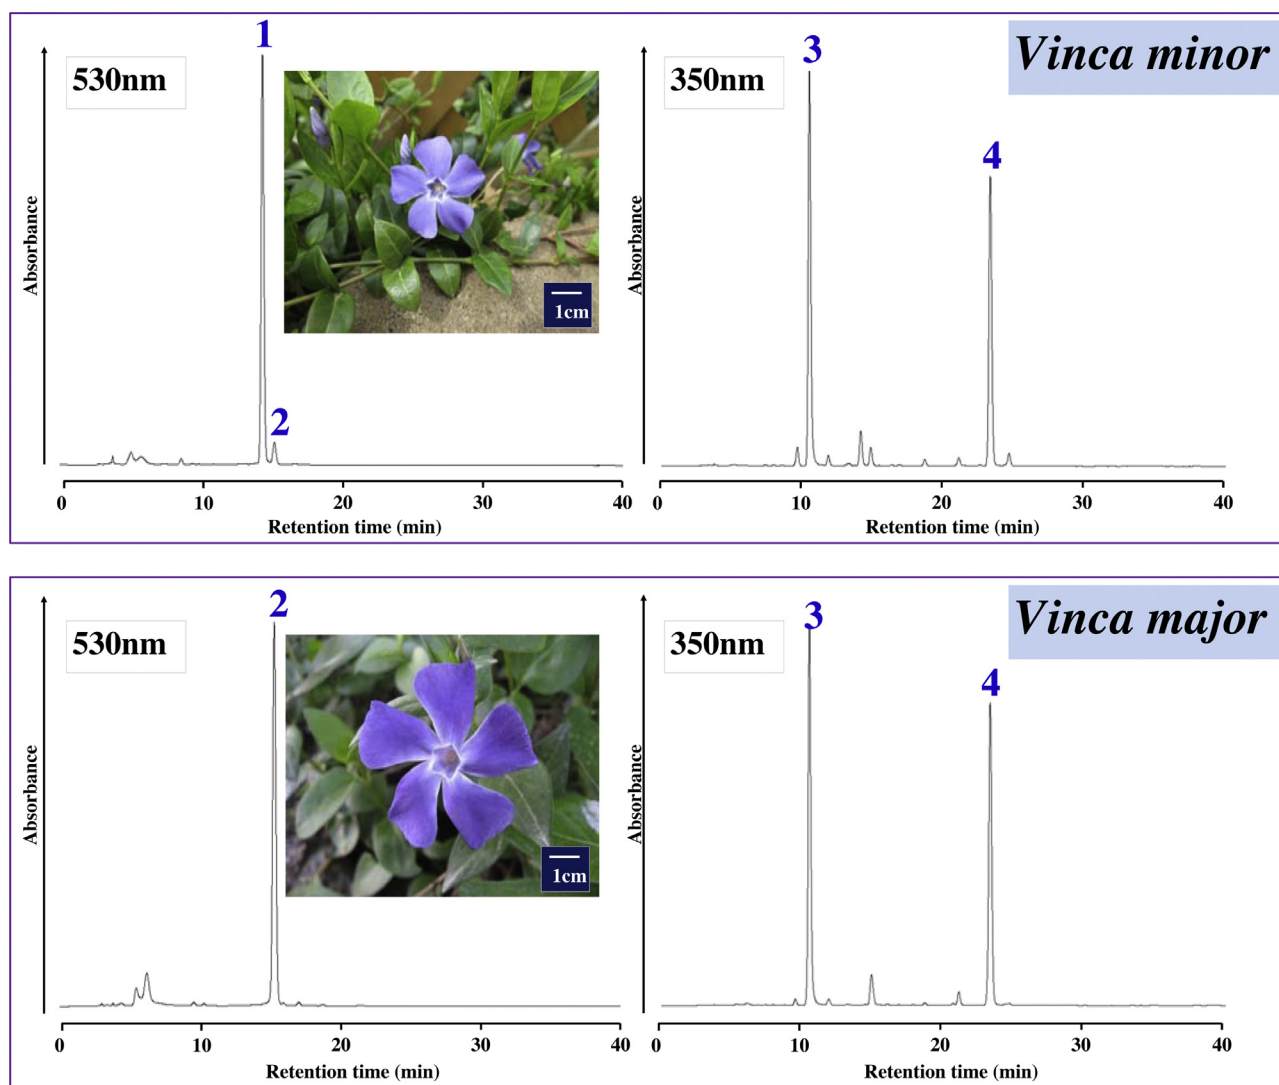 1
530nm
Absorbance
1cm
2
0 10 20 30 40
Retention time (min)
Vinca minor
3
350nm
4
Absorbance
0 10 20 30 40
Retention time (min)
2
530nm
Absorbance
1cm
0 10 20 30 40
Retention time (min)
Vinca major
3
350nm
4
Absorbance
0 10 20 30 40
Retention time (min)